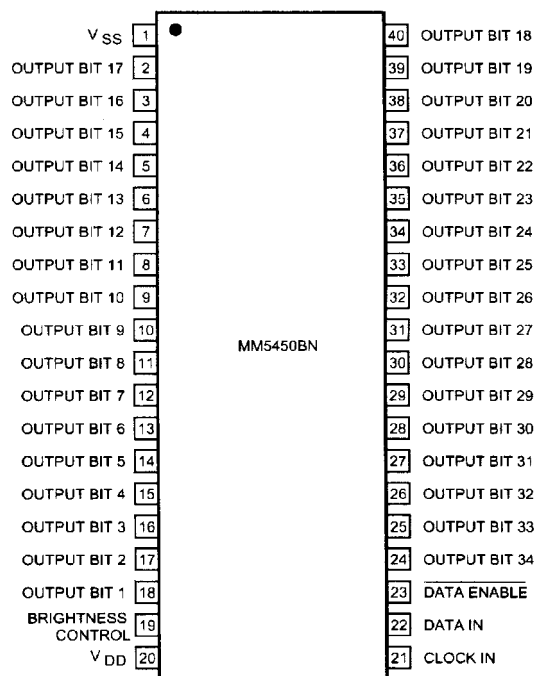 V SS 1 40 OUTPUT BIT 18
OUTPUT BIT 17 2 39 OUTPUT BIT 19
OUTPUT BIT 16 3 38 OUTPUT BIT 20
OUTPUT BIT 15 4 37 OUTPUT BIT 21
OUTPUT BIT 14 5 36 OUTPUT BIT 22
OUTPUT BIT 13 6 35 OUTPUT BIT 23
OUTPUT BIT 12 7 34 OUTPUT BIT 24
OUTPUT BIT 11 8 33 OUTPUT BIT 25
OUTPUT BIT 10 9 32 OUTPUT BIT 26
OUTPUT BIT 9 10 31 OUTPUT BIT 27
MM5450BN
OUTPUT BIT 8 11 30 OUTPUT BIT 28
OUTPUT BIT 7 12 29 OUTPUT BIT 29
OUTPUT BIT 6 13 28 OUTPUT BIT 30
OUTPUT BIT 5 14 27 OUTPUT BIT 31
OUTPUT BIT 4 15 26 OUTPUT BIT 32
OUTPUT BIT 3 16 25 OUTPUT BIT 33
OUTPUT BIT 2 17 24 OUTPUT BIT 34
OUTPUT BIT 1 18 23 DATA ENABLE
BRIGHTNESS
CONTROL 19 22 DATA IN
V DD 20 21 CLOCK IN